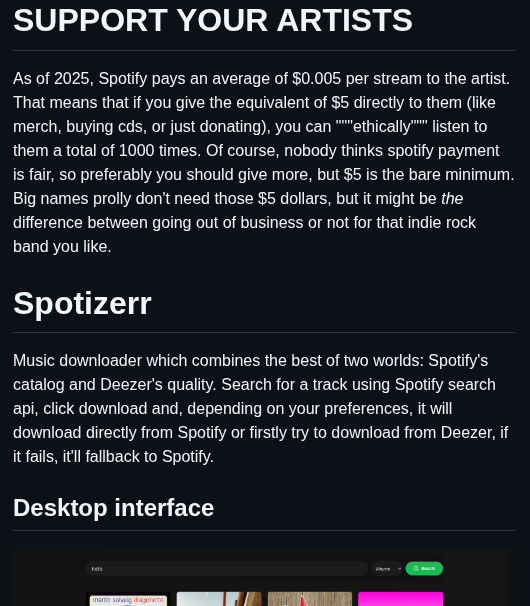 SUPPORT YOUR ARTISTS
As of 2025, Spotify pays an average of $0.005 per stream to the artist.
That means that if you give the equivalent of $5 directly to them (like
merch, buying cds, or just donating), you can """ethically""" listen to
them a total of 1000 times. Of course, nobody thinks spotify payment
is fair, so preferably you should give more, but $5 is the bare minimum.
Big names prolly don't need those $5 dollars, but it might be the
difference between going out of business or not for that indie rock
band you like.
Spotizerr
Music downloader which combines the best of two worlds: Spotify's
catalog and Deezer's quality. Search for a track using Spotify search
api, click download and, depending on your preferences, it will
download directly from Spotify or firstly try to download from Deezer, if
it fails, it'll fallback to Spotify.
Desktop interface
hello Albums Search
martin solveig dragonette